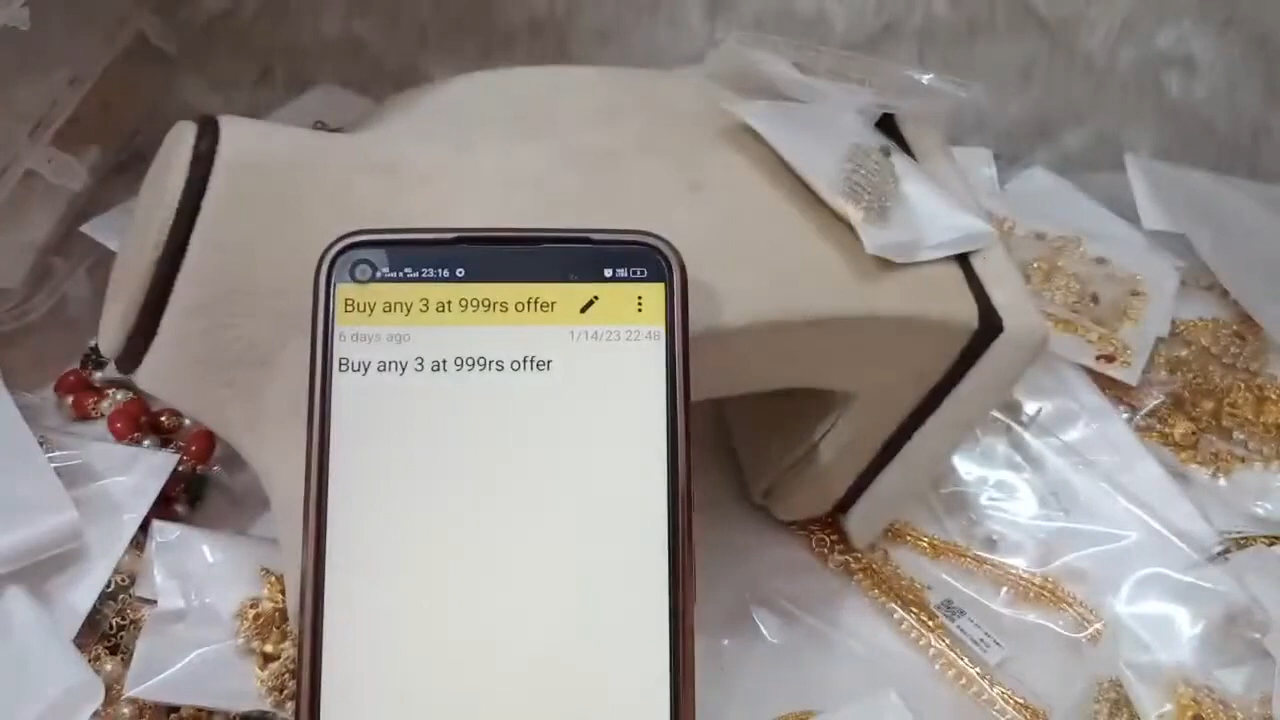 23:16
Buy any 3 at 999rs offer
6 days ago 1/14/23 22:48
Buy any 3 at 999rs offer